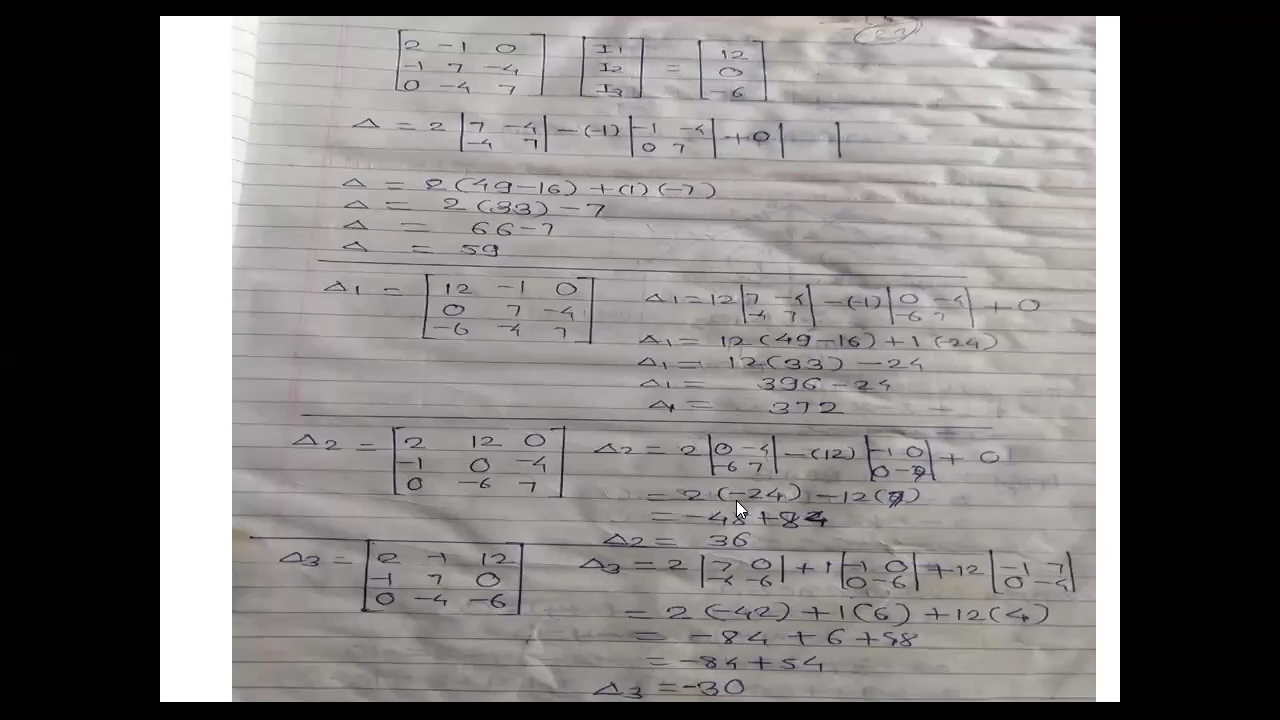 [2 -1 0] [I1] = [12]
[-1 7 -4] [I2] [0]
[0 -4 7] [I3] [-6]
Δ = 2 |7 -4| -(-1) |-1 -4| +0 | |
|-4 7| |0 7|
Δ = 2(49-16) +(1)(-7)
Δ = 2(33) -7
Δ = 66-7
Δ = 59
Δ1 = [12 -1 0]
[0 7 -4]
[-6 -4 7]
Δ1 = 12 |7 -4| -(-1) |0 -4| + 0
|-4 7| |-6 7|
Δ1 = 12(49-16) +1(-24)
Δ1 = 12(33) -24
Δ1 = 396-24
Δ1 = 372
Δ2 = [2 12 0]
[-1 0 -4]
[0 -6 7]
Δ2 = 2 |0 -4| -(12) |-1 0| + 0
|-6 7| |0 -7|
= 2(-24) -12(7)
= -48 +84
Δ2 = 36
Δ3 = [2 -1 12]
[-1 7 0]
[0 -4 -6]
Δ3 = 2 |7 0| +1 |-1 0| +12 |-1 7|
|-4 -6| |0 -6| |0 -4|
= 2(-42) +1(6) +12(4)
= -84 +6 +48
= -84 +54
Δ3 = -30